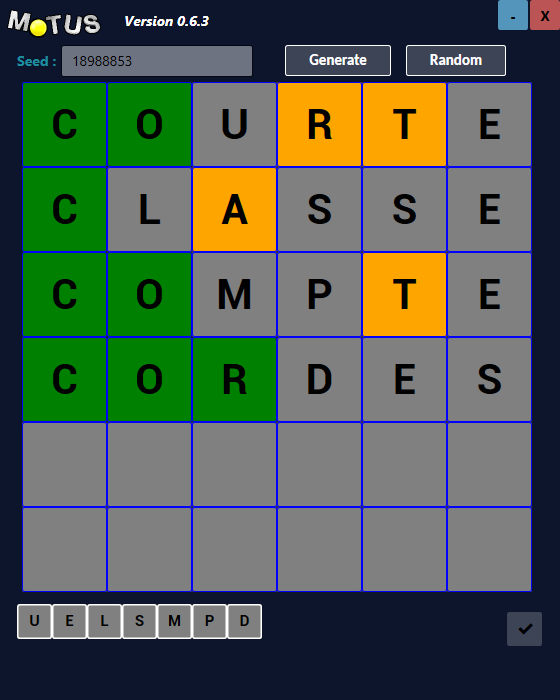 MOTUS Version 0.6.3 - X
Seed : 18988853 Generate Random
C O U R T E
C L A S S E
C O M P T E
C O R D E S
U E L S M P D